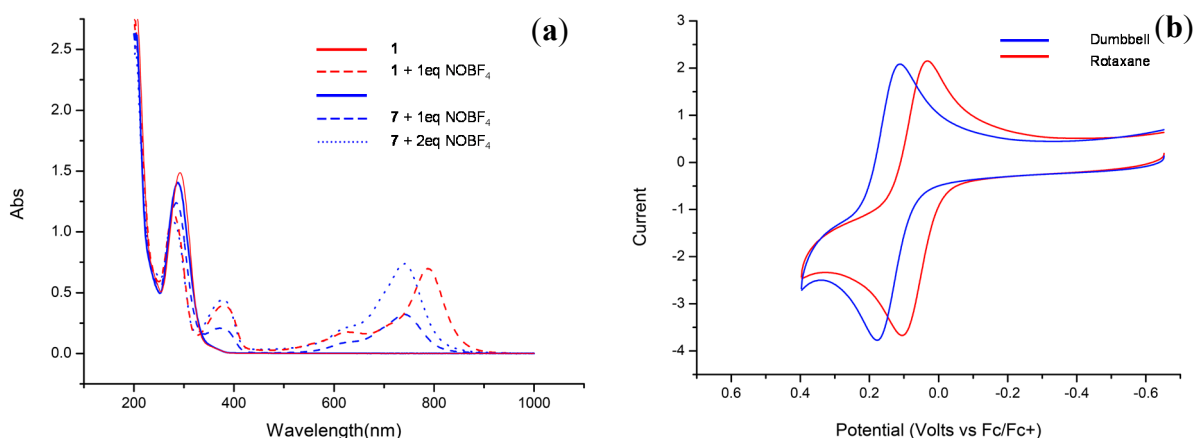 (a)
1
1 + 1eq NOBF₄
7 + 1eq NOBF₄
7 + 2eq NOBF₄
2.5
2.0
1.5
1.0
0.5
0.0
Abs
200 400 600 800 1000
Wavelength(nm)
(b)
Dumbbell
Rotaxane
3
2
1
0
-1
-2
-3
-4
Current
0.6 0.4 0.2 0.0 -0.2 -0.4 -0.6
Potential (Volts vs Fc/Fc+)